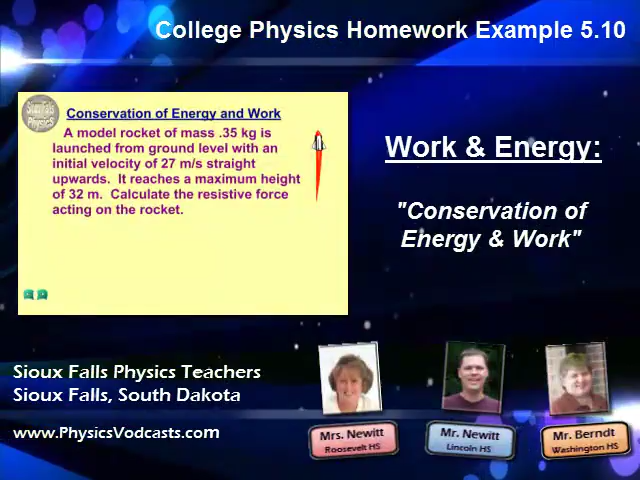 College Physics Homework Example 5.10
Sioux Falls
Physics
Conservation of Energy and Work
A model rocket of mass .35 kg is
launched from ground level with an
initial velocity of 27 m/s straight
upwards. It reaches a maximum height
of 32 m. Calculate the resistive force
acting on the rocket.
Work & Energy:
"Conservation of
Energy & Work"
Sioux Falls Physics Teachers
Sioux Falls, South Dakota
www.PhysicsVodcasts.com
Mrs. Newitt
Roosevelt HS
Mr. Newitt
Lincoln HS
Mr. Berndt
Washington HS